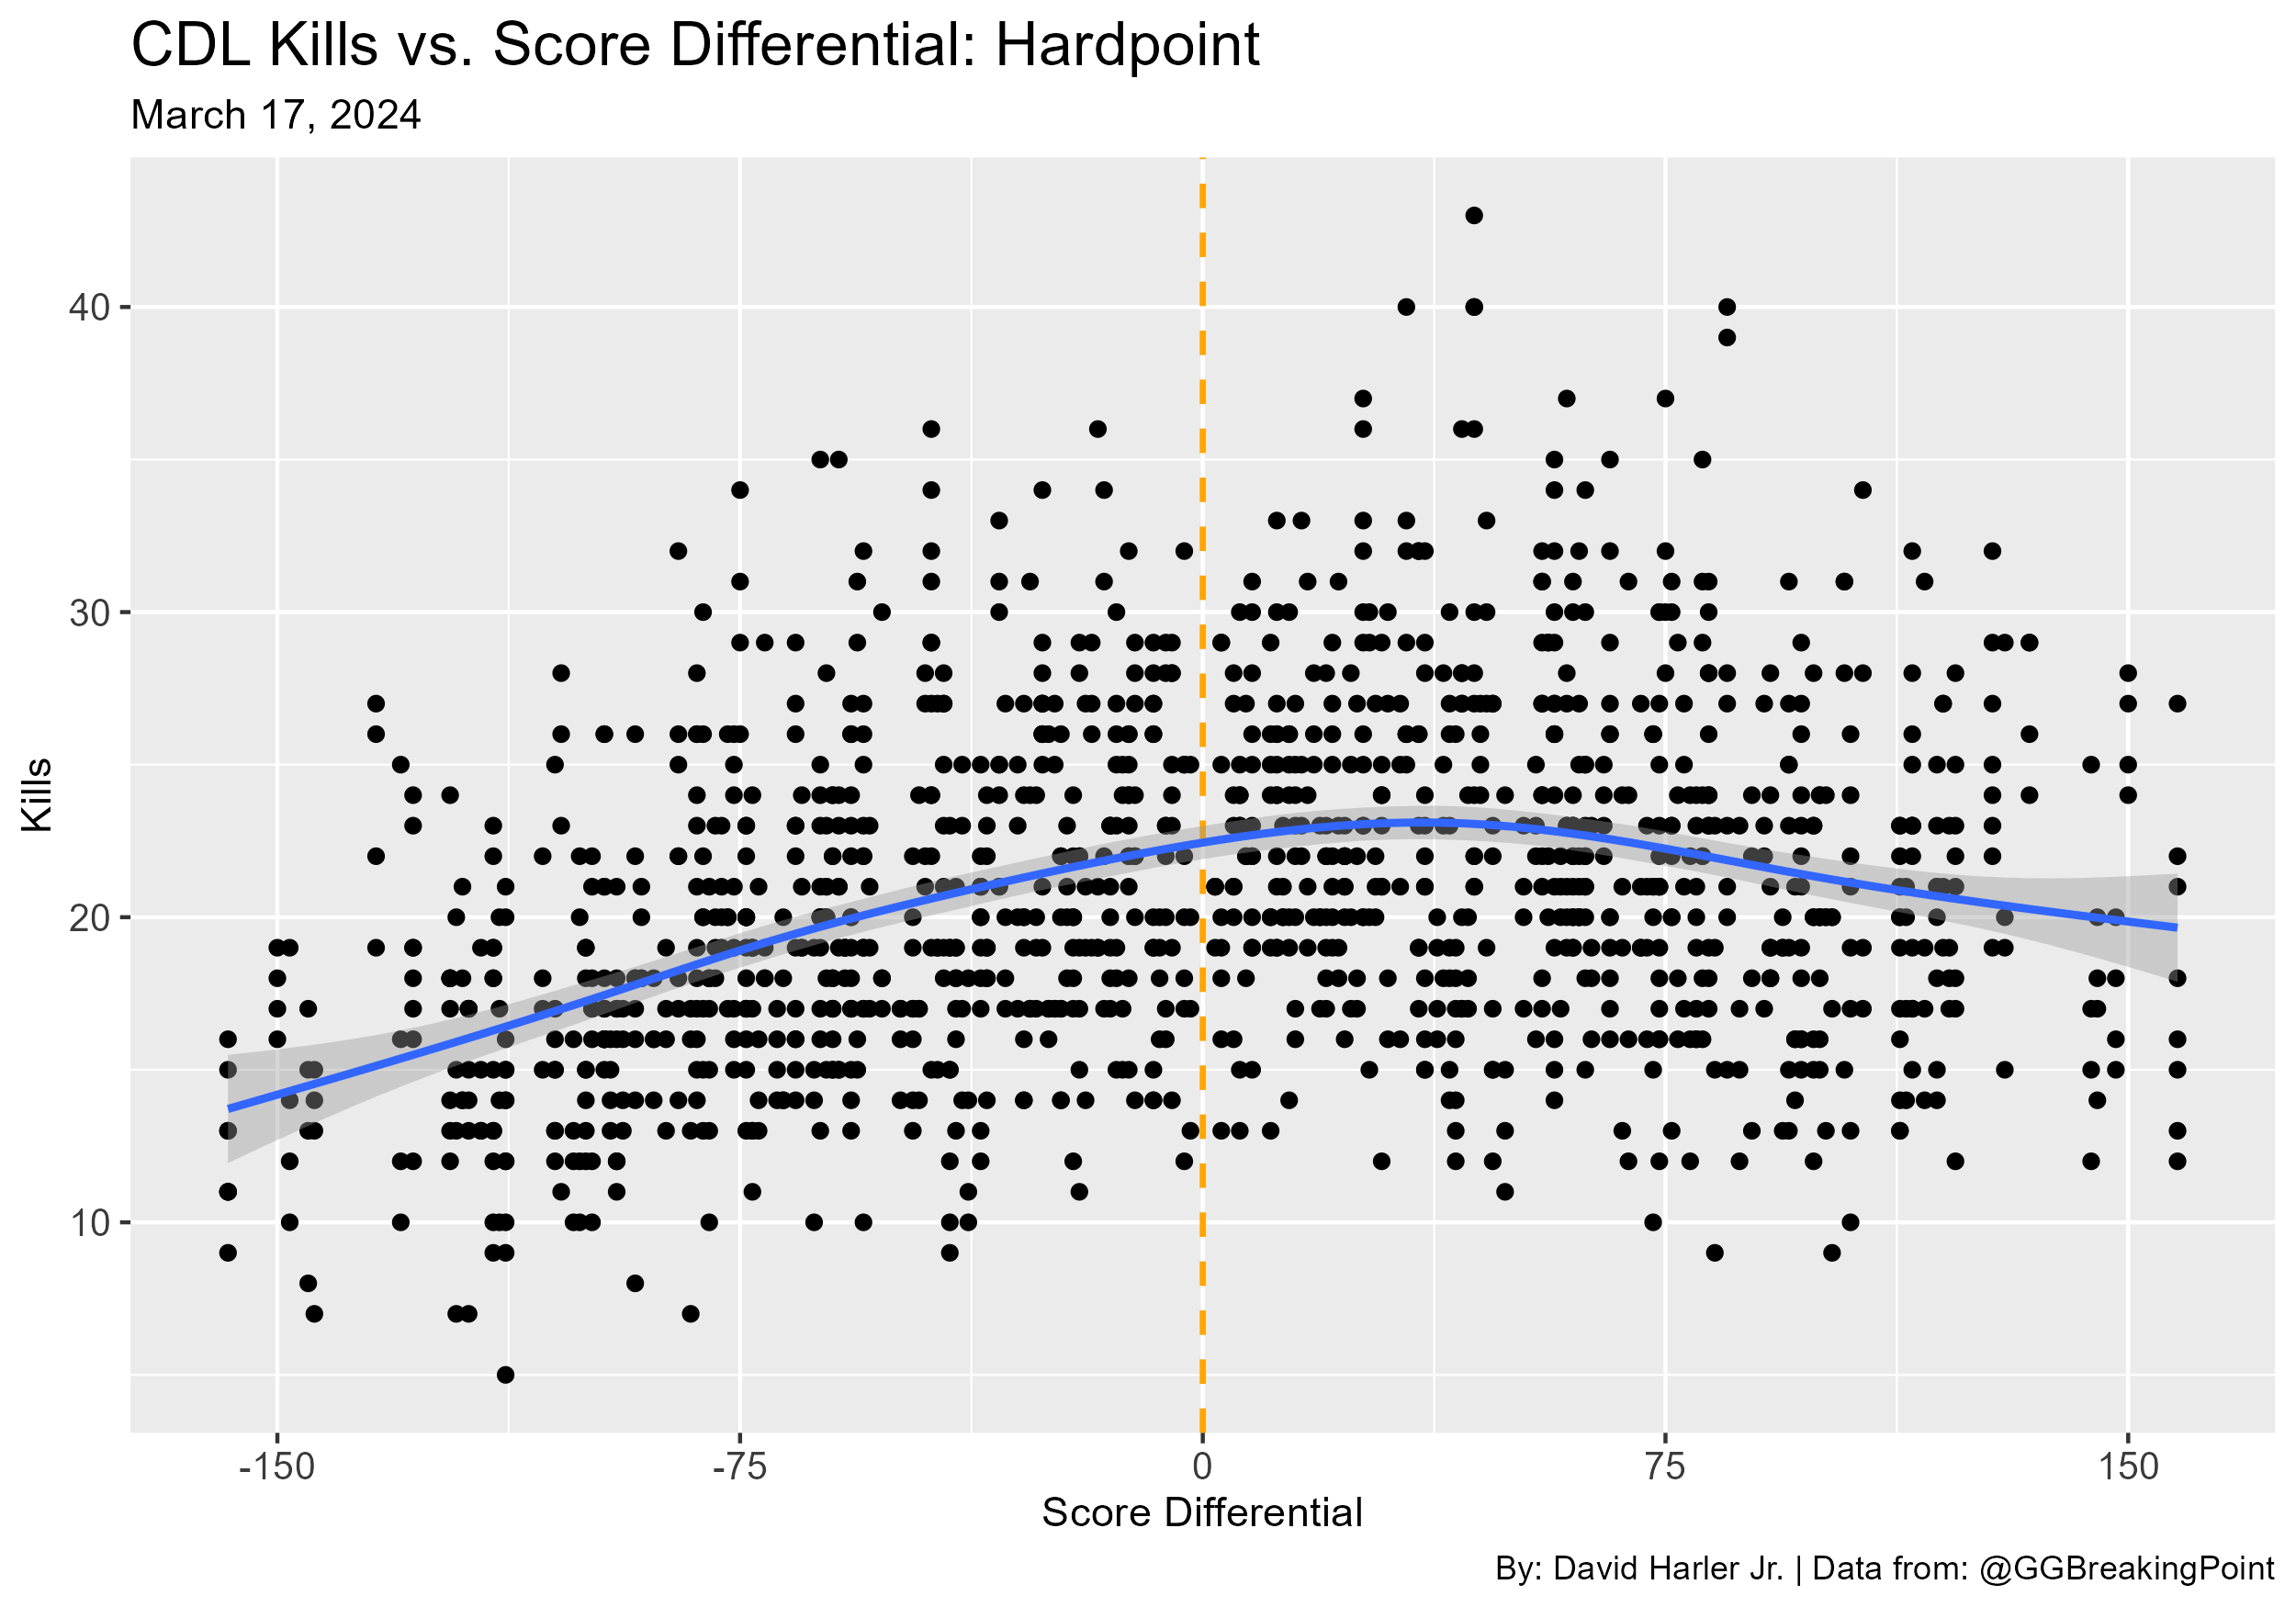 CDL Kills vs. Score Differential: Hardpoint
March 17, 2024
Kills
40
30
20
10
-150 -75 0 75 150
Score Differential
By: David Harler Jr. | Data from: @GGBreakingPoint